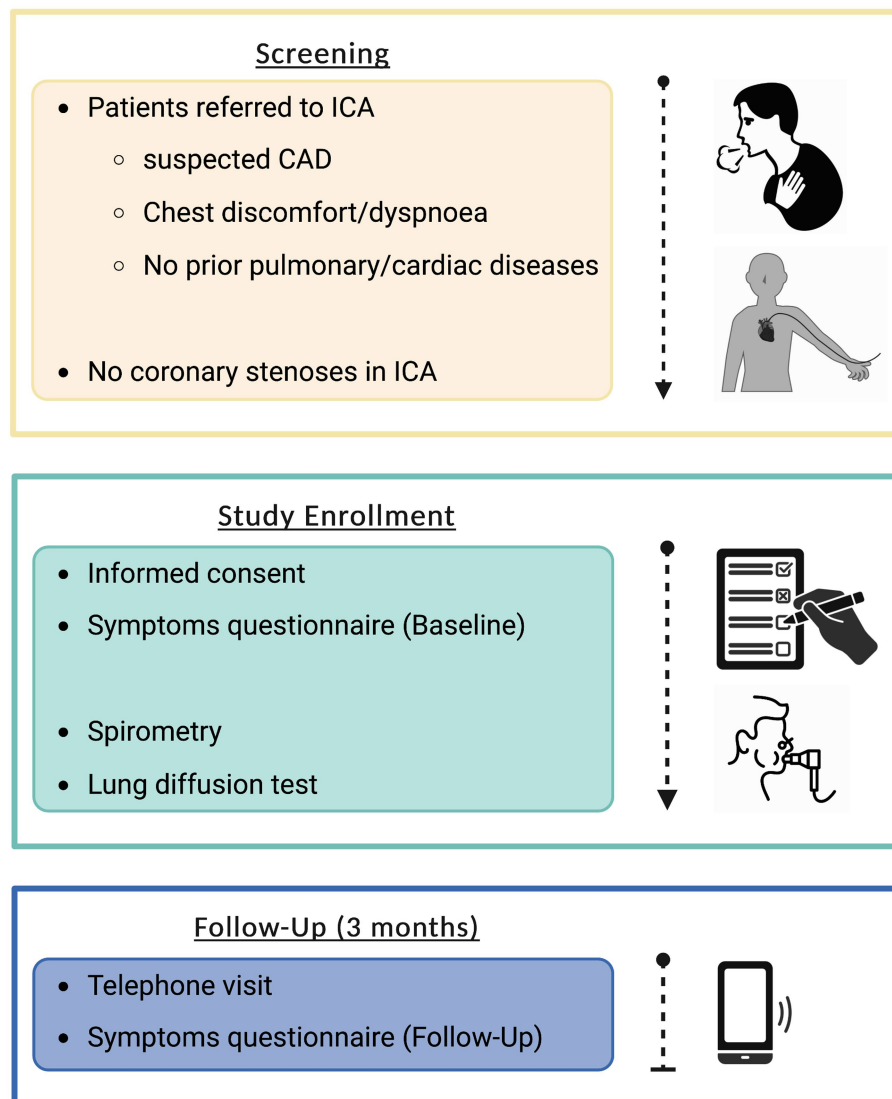 Screening
• Patients referred to ICA
○ suspected CAD
○ Chest discomfort/dyspnoea
○ No prior pulmonary/cardiac diseases
• No coronary stenoses in ICA
Study Enrollment
• Informed consent
• Symptoms questionnaire (Baseline)
• Spirometry
• Lung diffusion test
Follow-Up (3 months)
• Telephone visit
• Symptoms questionnaire (Follow-Up)